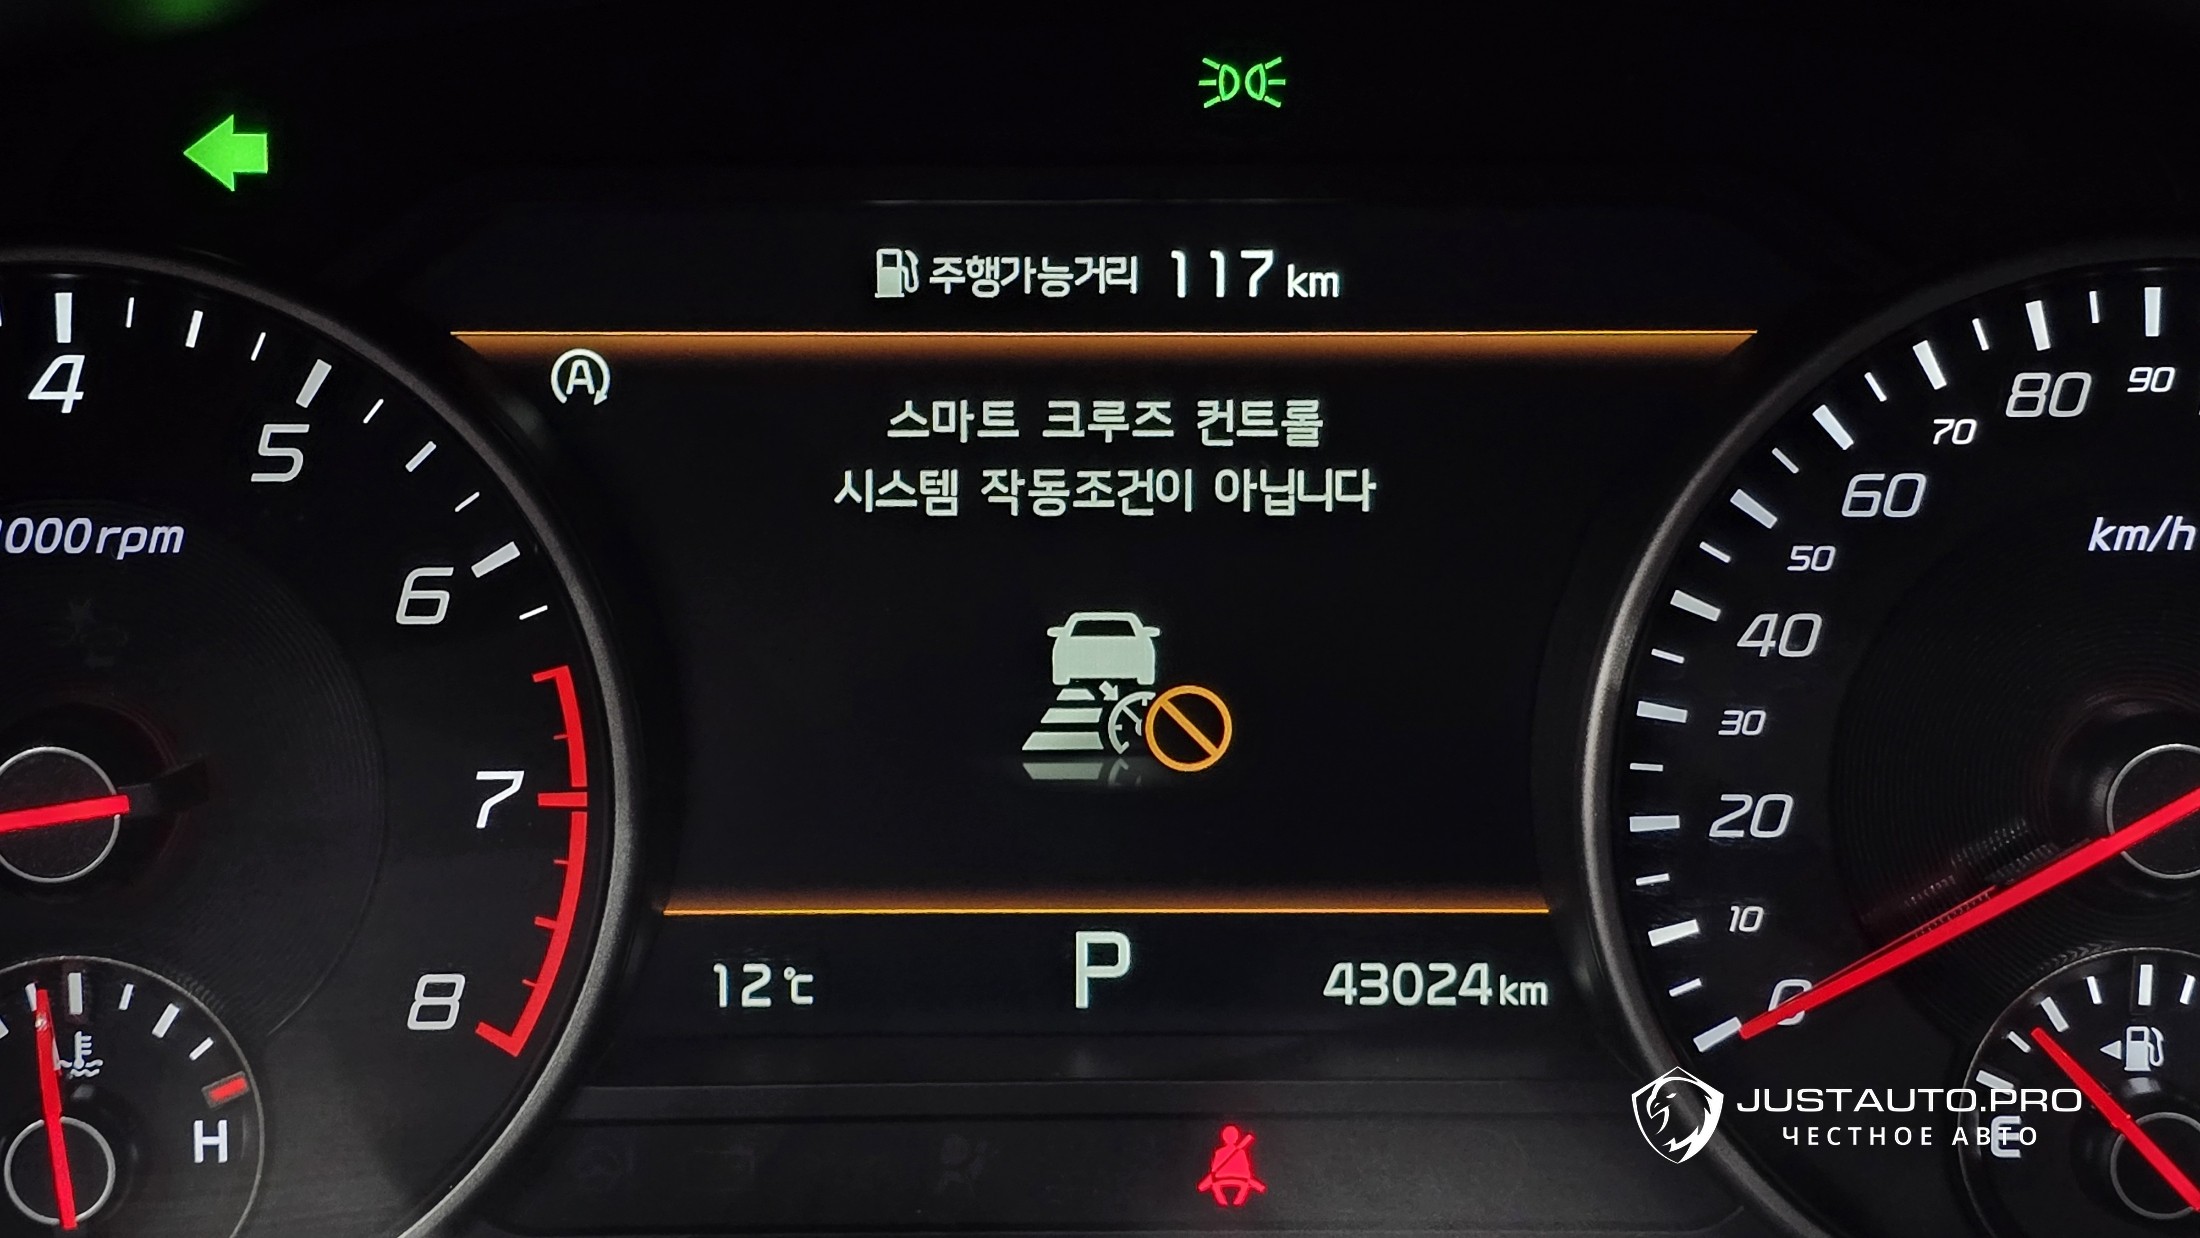 주행가능거리 117 km
A
스마트 크루즈 컨트롤
시스템 작동조건이 아닙니다
4
5
6
7
8
000rpm
H
12℃
P
43024km
90
80
70
60
50
40
30
20
10
0
km/h
E
JUSTAUTO.PRO
ЧЕСТНОЕ АВТО